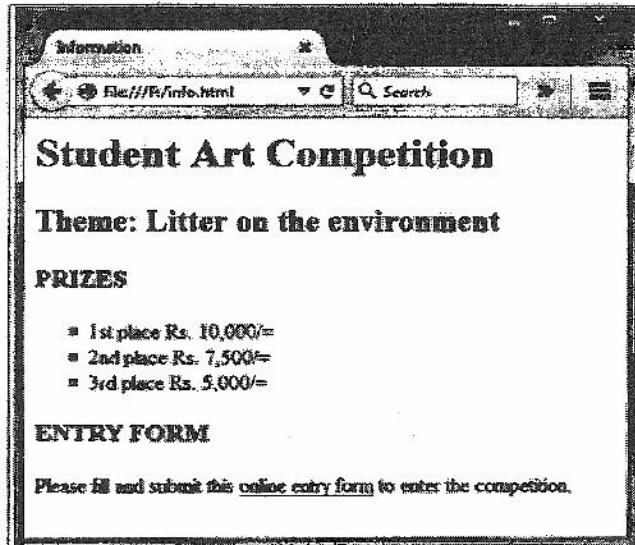 Information
file:///F:/info.html
Search
Student Art Competition
Theme: Litter on the environment
PRIZES
1st place Rs. 10,000/=
2nd place Rs. 7,500/=
3rd place Rs. 5,000/=
ENTRY FORM
Please fill and submit this online entry form to enter the competition.